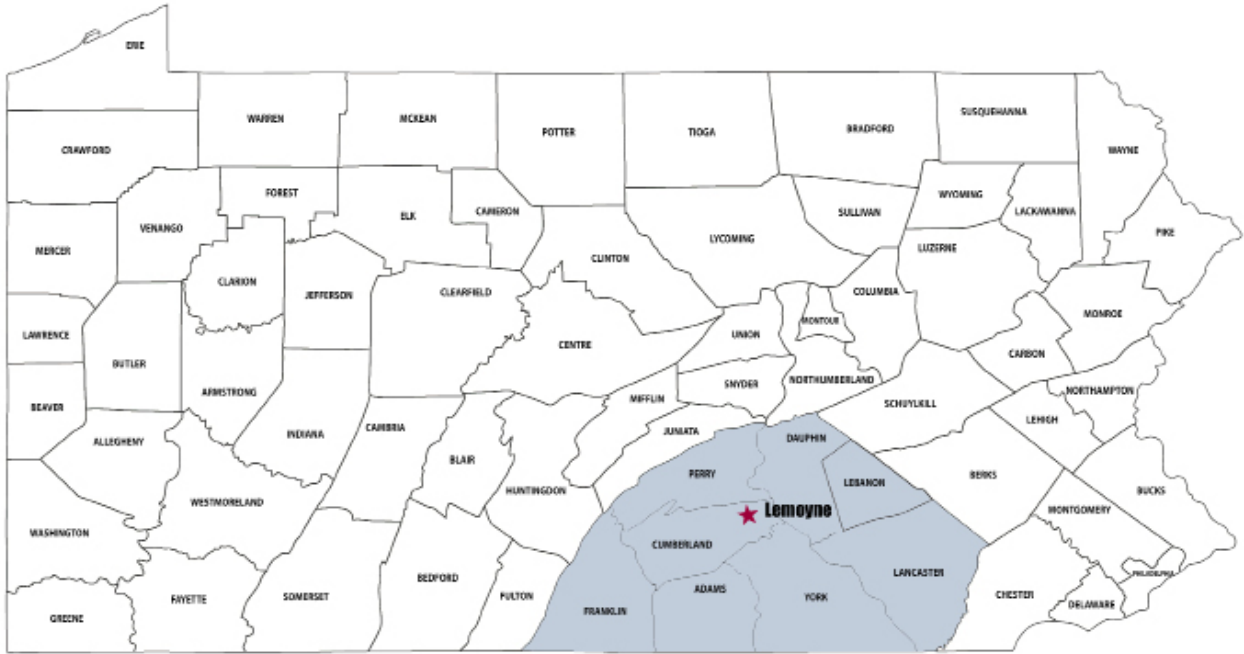 ERIE
WARREN
MCKEAN
POTTER
TIOGA
BRADFORD
SUSQUEHANNA
WAYNE
CRAWFORD
FOREST
ELK
CAMERON
SULLIVAN
WYOMING
LACKAWANNA
PIKE
MERCER
VENANGO
CLARION
JEFFERSON
CLEARFIELD
CLINTON
LYCOMING
COLUMBIA
LUZERNE
MONROE
LAWRENCE
BUTLER
ARMSTRONG
CENTRE
UNION
MONTOUR
CARBON
NORTHAMPTON
BEAVER
ALLEGHENY
INDIANA
CAMBRIA
BLAIR
MIFFLIN
SNYDER
NORTHUMBERLAND
SCHUYLKILL
LEHIGH
JUNIATA
DAUPHIN
WESTMORELAND
HUNTINGDON
PERRY
LEBANON
BERKS
BUCKS
MONTGOMERY
WASHINGTON
Lemoyne
CUMBERLAND
LANCASTER
PHILADELPHIA
GREENE
FAYETTE
SOMERSET
BEDFORD
FULTON
FRANKLIN
ADAMS
YORK
CHESTER
DELAWARE